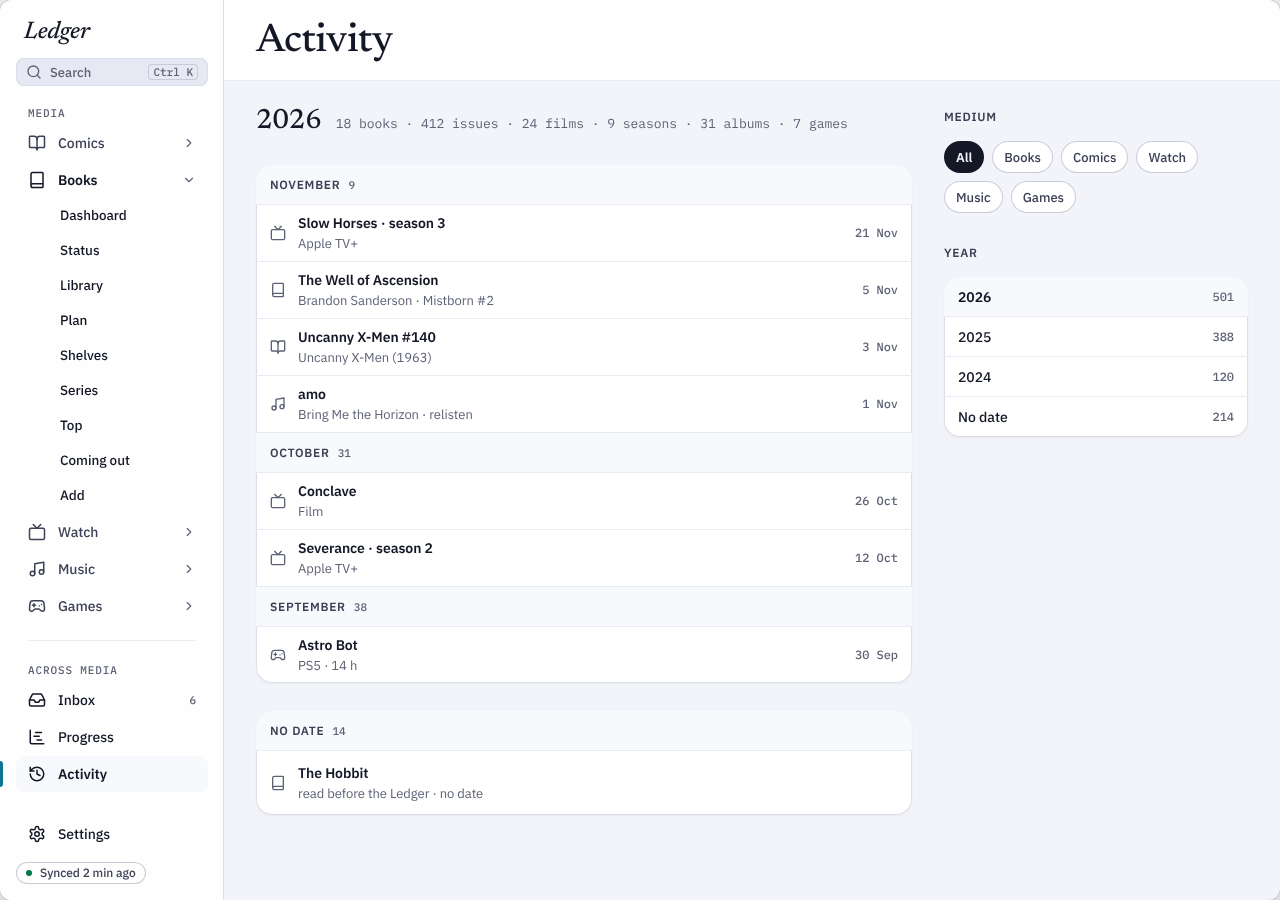 Ledger
Search Ctrl K
MEDIA
Comics
Books
Dashboard
Status
Library
Plan
Shelves
Series
Top
Coming out
Add
Watch
Music
Games
ACROSS MEDIA
Inbox 6
Progress
Activity
Settings
Synced 2 min ago
Activity
2026 18 books · 412 issues · 24 films · 9 seasons · 31 albums · 7 games
NOVEMBER 9
Slow Horses · season 3
Apple TV+
21 Nov
The Well of Ascension
Brandon Sanderson · Mistborn #2
5 Nov
Uncanny X-Men #140
Uncanny X-Men (1963)
3 Nov
amo
Bring Me the Horizon · relisten
1 Nov
OCTOBER 31
Conclave
Film
26 Oct
Severance · season 2
Apple TV+
12 Oct
SEPTEMBER 38
Astro Bot
PS5 · 14 h
30 Sep
NO DATE 14
The Hobbit
read before the Ledger · no date
MEDIUM
All Books Comics Watch
Music Games
YEAR
2026 501
2025 388
2024 120
No date 214